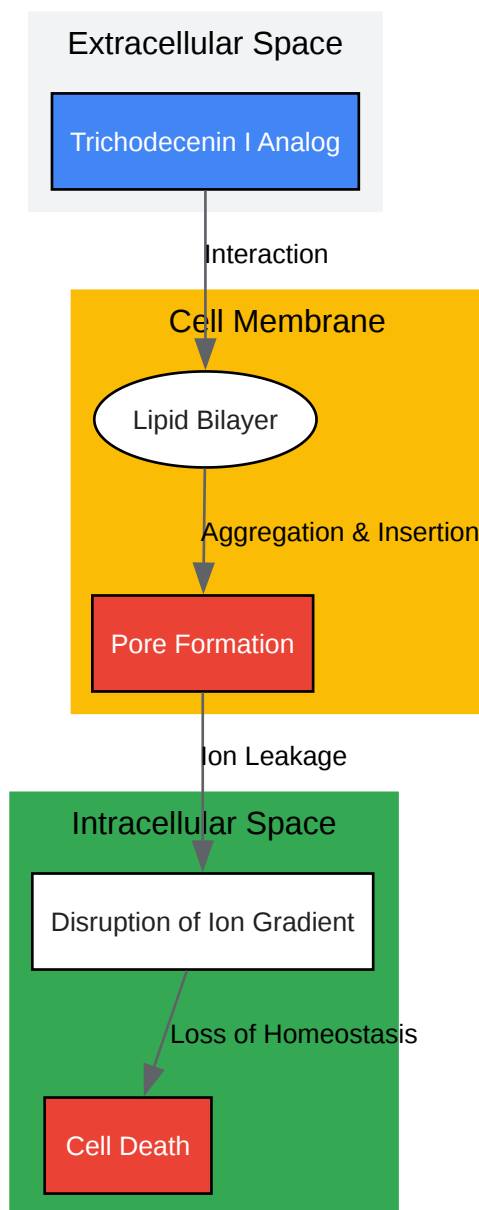 Extracellular Space
Trichodecenin I Analog
Interaction
Cell Membrane
Lipid Bilayer
Aggregation & Insertion
Pore Formation
Ion Leakage
Intracellular Space
Disruption of Ion Gradient
Loss of Homeostasis
Cell Death